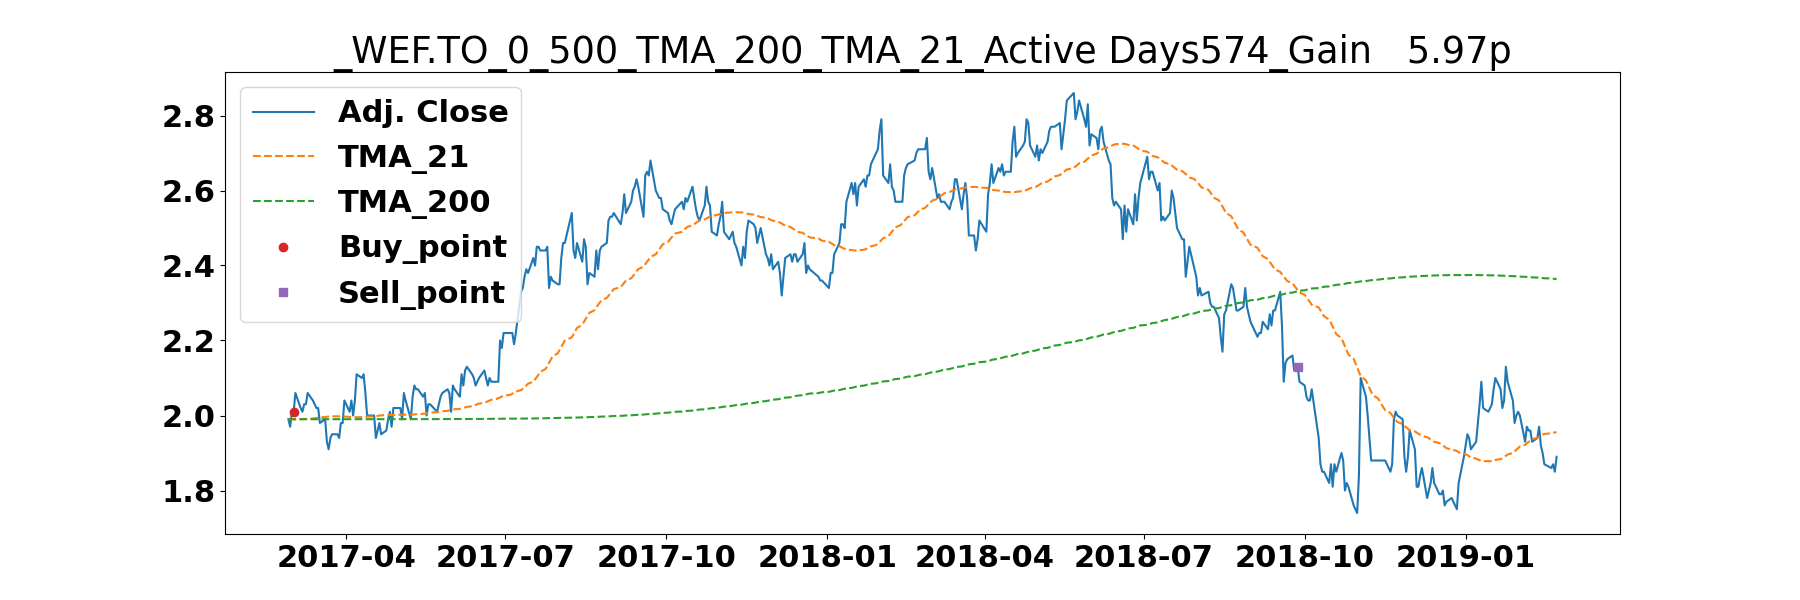 _WEF.TO_0_500_TMA_200_TMA_21_Active Days574_Gain   5.97p
Adj. Close
TMA_21
TMA_200
Buy_point
Sell_point
2.8
2.6
2.4
2.2
2.0
1.8
2017-04 2017-07 2017-10 2018-01 2018-04 2018-07 2018-10 2019-01